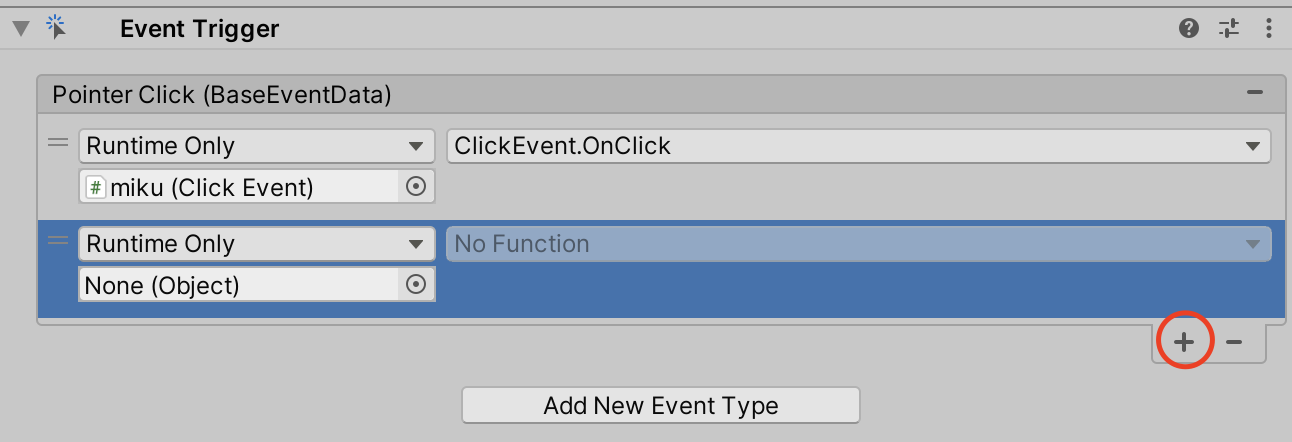 Event Trigger
Pointer Click (BaseEventData)
Runtime Only
ClickEvent.OnClick
# miku (Click Event)
Runtime Only
No Function
None (Object)
Add New Event Type